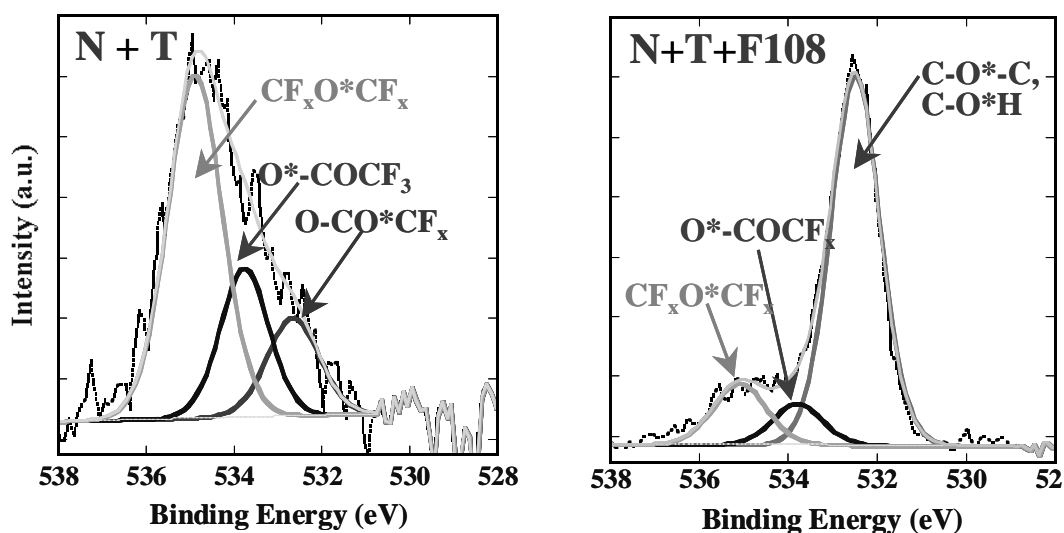 N + T
CFₓO*CFₓ
O*-COCF₃
O-CO*CFₓ
Intensity (a.u.)
538 536 534 532 530 528
Binding Energy (eV)
N+T+F108
C-O*-C,
C-O*H
O*-COCFₓ
CFₓO*CFₓ
538 536 534 532 530 52
Binding Energy (eV)